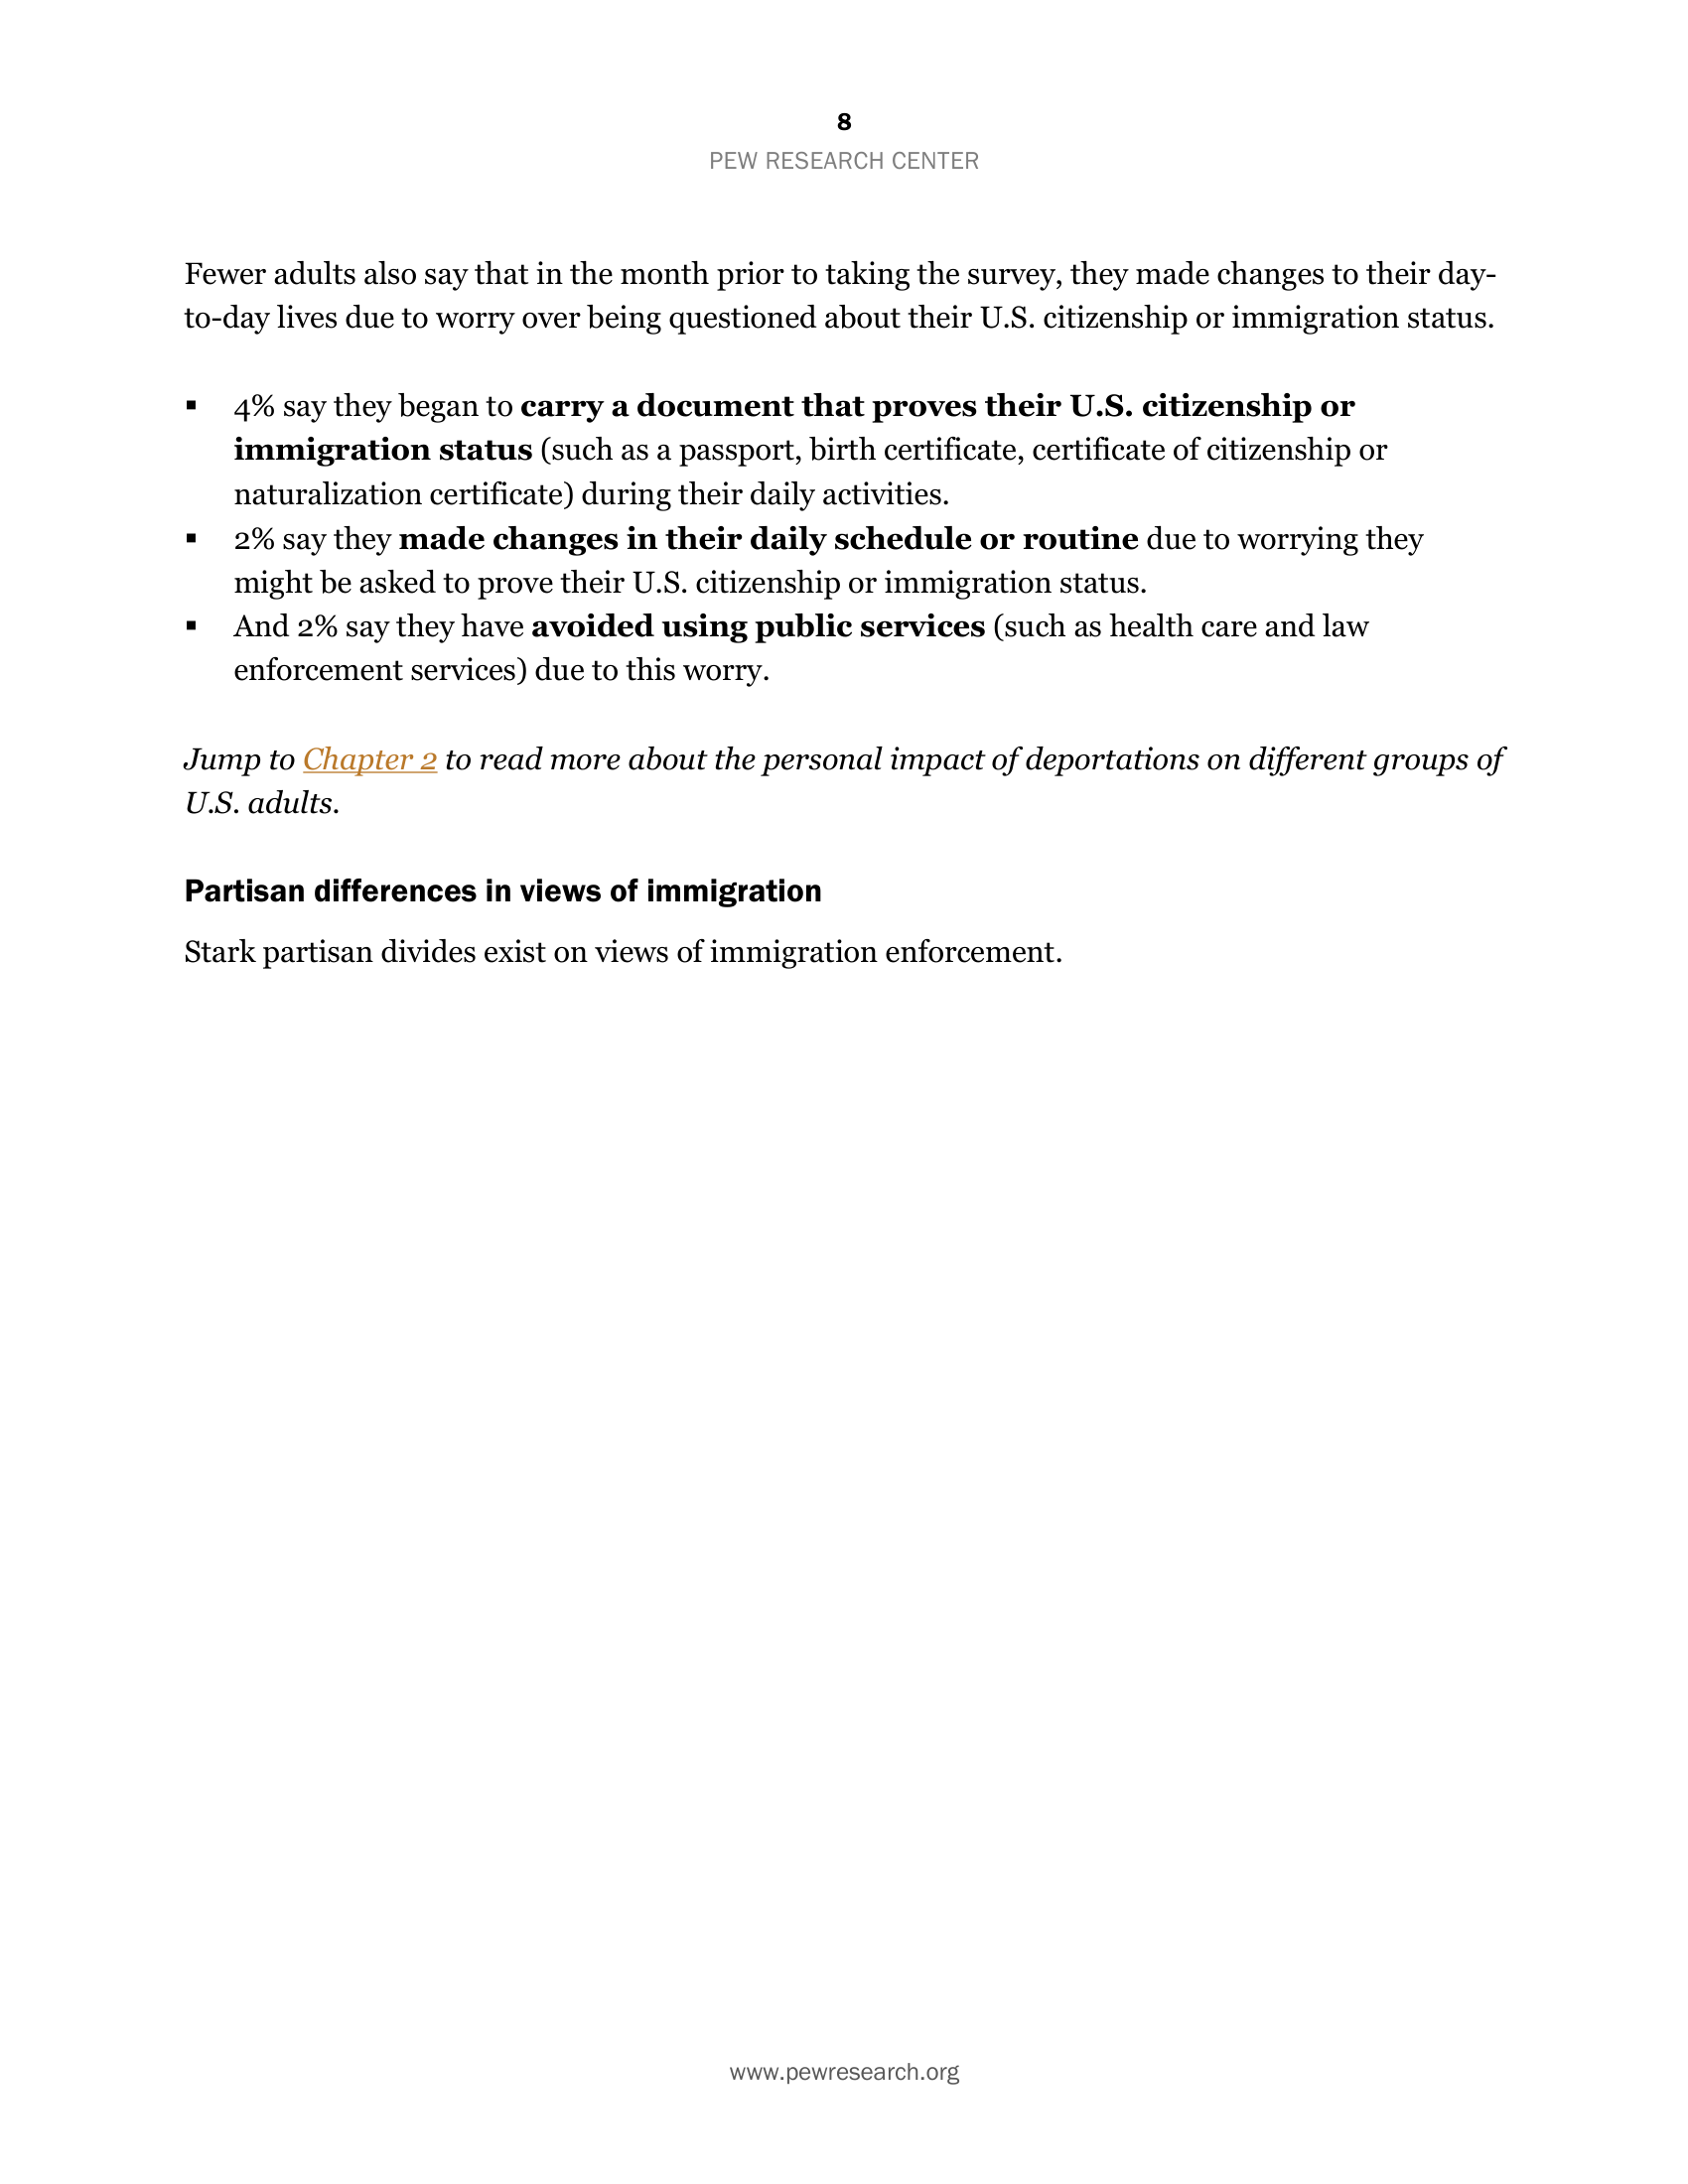 8
PEW RESEARCH CENTER
Fewer adults also say that in the month prior to taking the survey, they made changes to their day-
to-day lives due to worry over being questioned about their U.S. citizenship or immigration status.
▪ 4% say they began to carry a document that proves their U.S. citizenship or
immigration status (such as a passport, birth certificate, certificate of citizenship or
naturalization certificate) during their daily activities.
▪ 2% say they made changes in their daily schedule or routine due to worrying they
might be asked to prove their U.S. citizenship or immigration status.
▪ And 2% say they have avoided using public services (such as health care and law
enforcement services) due to this worry.
Jump to Chapter 2 to read more about the personal impact of deportations on different groups of
U.S. adults.
Partisan differences in views of immigration
Stark partisan divides exist on views of immigration enforcement.
www.pewresearch.org